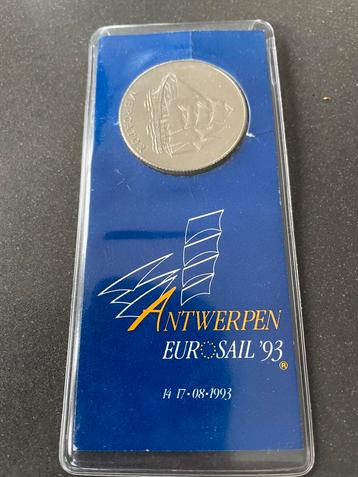 ANTWERPEN
EUROSAIL '93
®
14 17•08•1993